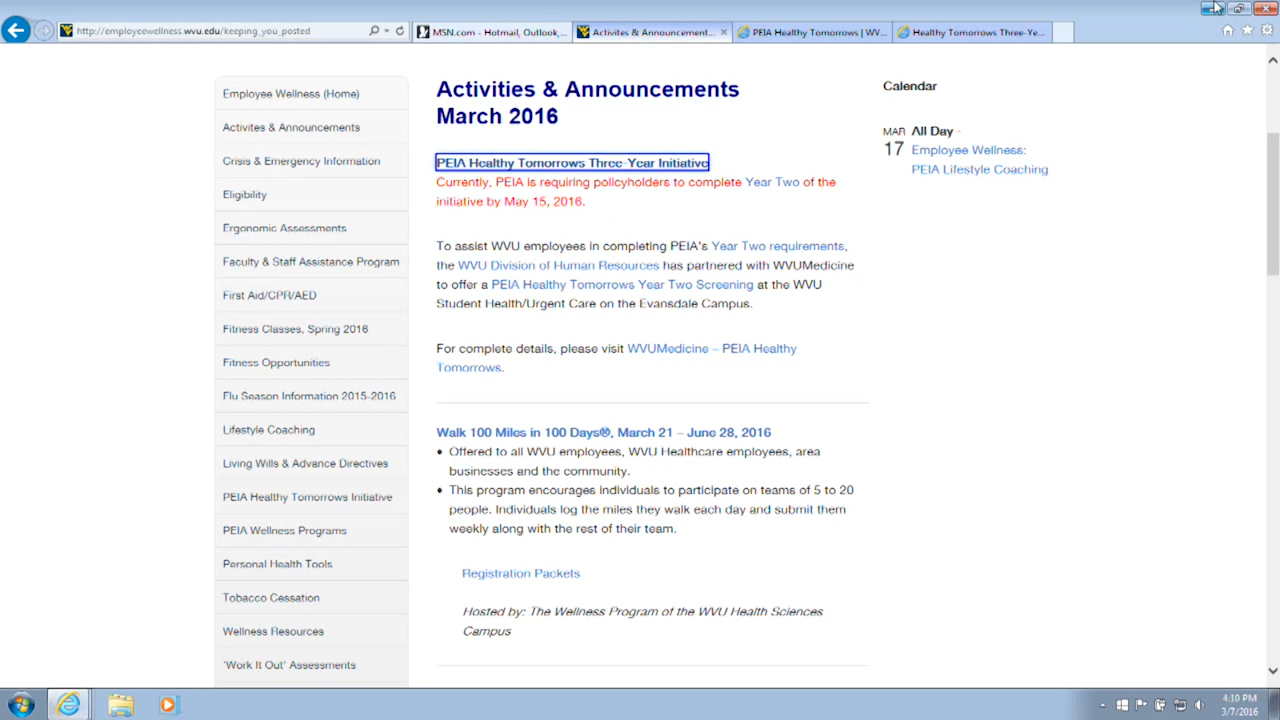 http://employeewellness.wvu.edu/keeping_you_posted
MSN.com - Hotmail, Outlook,...
Activites & Announcement...
PEIA Healthy Tomorrows | WV...
Healthy Tomorrows Three-Ye...
Employee Wellness (Home)
Activites & Announcements
Crisis & Emergency Information
Eligibility
Ergonomic Assessments
Faculty & Staff Assistance Program
First Aid/CPR/AED
Fitness Classes, Spring 2016
Fitness Opportunities
Flu Season Information 2015-2016
Lifestyle Coaching
Living Wills & Advance Directives
PEIA Healthy Tomorrows Initiative
PEIA Wellness Programs
Personal Health Tools
Tobacco Cessation
Wellness Resources
'Work It Out' Assessments
Activities & Announcements
March 2016
PEIA Healthy Tomorrows Three-Year Initiative
Currently, PEIA is requiring policyholders to complete Year Two of the
initiative by May 15, 2016.
To assist WVU employees in completing PEIA's Year Two requirements,
the WVU Division of Human Resources has partnered with WVUMedicine
to offer a PEIA Healthy Tomorrows Year Two Screening at the WVU
Student Health/Urgent Care on the Evansdale Campus.
For complete details, please visit WVUMedicine – PEIA Healthy
Tomorrows.
Walk 100 Miles in 100 Days®, March 21 – June 28, 2016
• Offered to all WVU employees, WVU Healthcare employees, area
businesses and the community.
• This program encourages individuals to participate on teams of 5 to 20
people. Individuals log the miles they walk each day and submit them
weekly along with the rest of their team.
Registration Packets
Hosted by: The Wellness Program of the WVU Health Sciences
Campus
Calendar
MAR All Day -
17 Employee Wellness:
PEIA Lifestyle Coaching
4:10 PM
3/7/2016